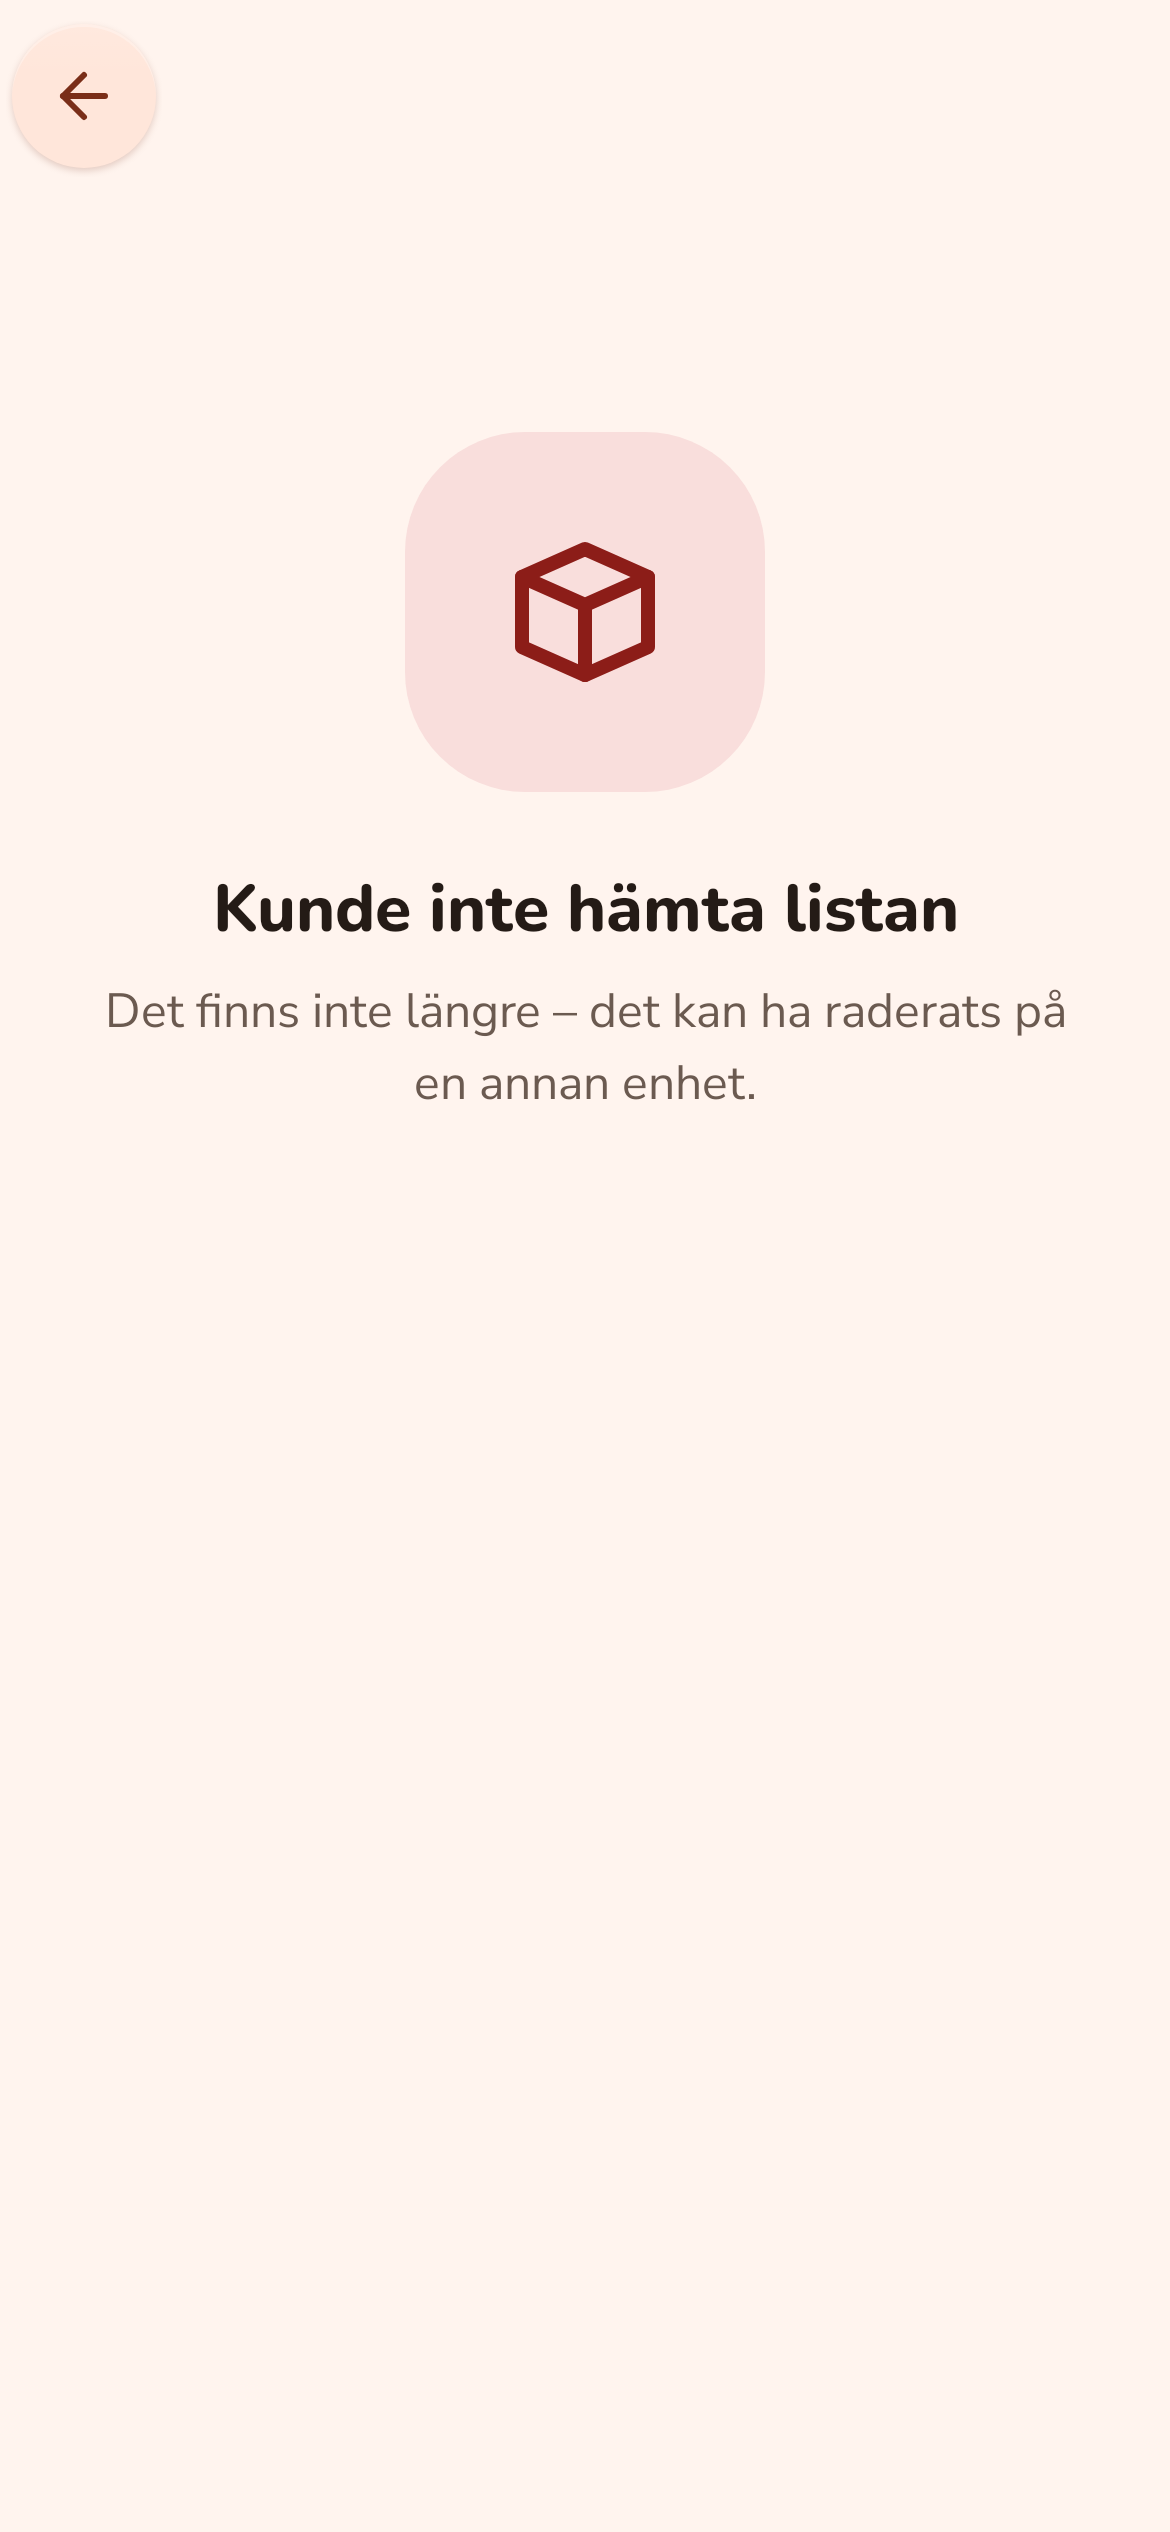 Kunde inte hämta listan
Det finns inte längre – det kan ha raderats på
en annan enhet.